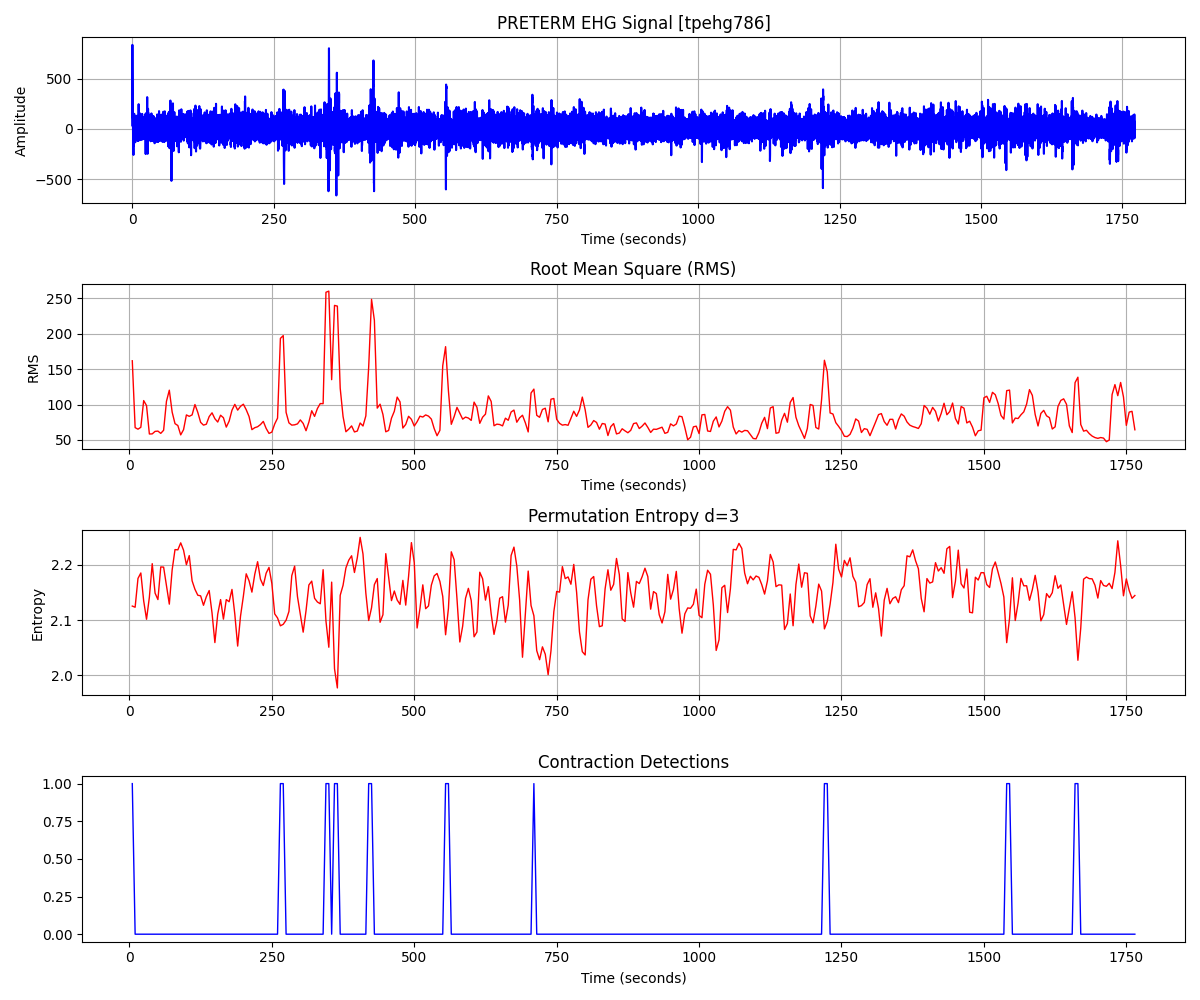 PRETERM EHG Signal [tpehg786]
500
0
−500
Amplitude
0 250 500 750 1000 1250 1500 1750
Time (seconds)
Root Mean Square (RMS)
250
200
150
100
50
RMS
0 250 500 750 1000 1250 1500 1750
Time (seconds)
Permutation Entropy d=3
2.2
2.1
2.0
Entropy
0 250 500 750 1000 1250 1500 1750
Time (seconds)
Contraction Detections
1.00
0.75
0.50
0.25
0.00
0 250 500 750 1000 1250 1500 1750
Time (seconds)